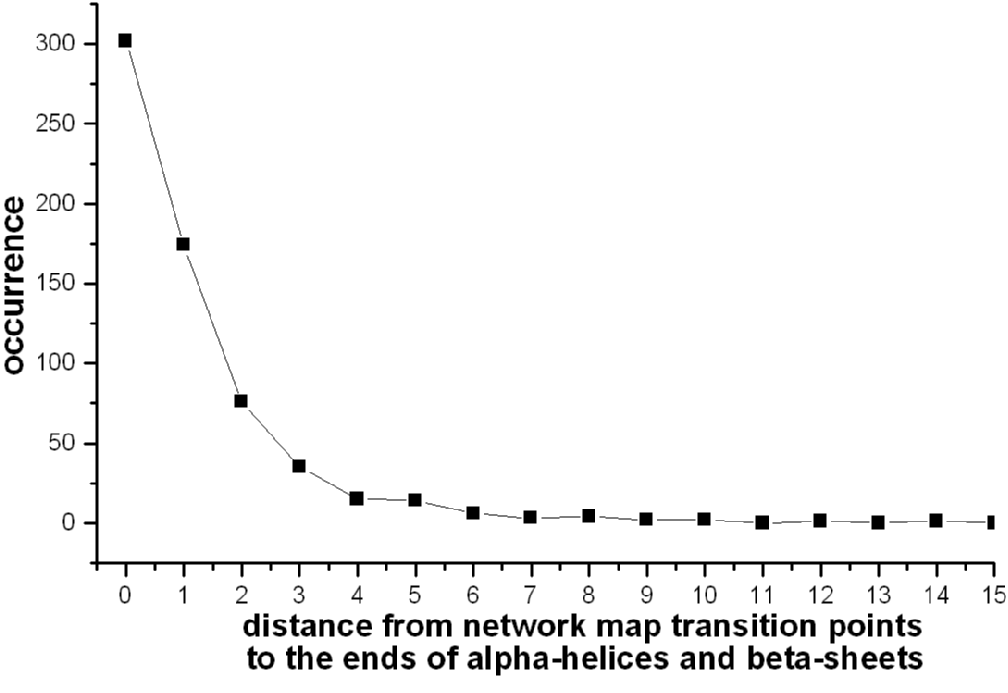 occurrence
300
250
200
150
100
50
0
0 1 2 3 4 5 6 7 8 9 10 11 12 13 14 15
distance from network map transition points
to the ends of alpha-helices and beta-sheets